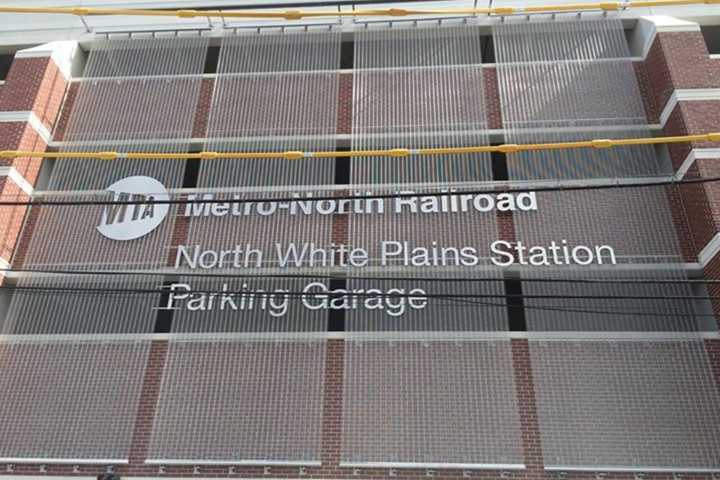 MTA Metro-North Railroad
North White Plains Station
Parking Garage